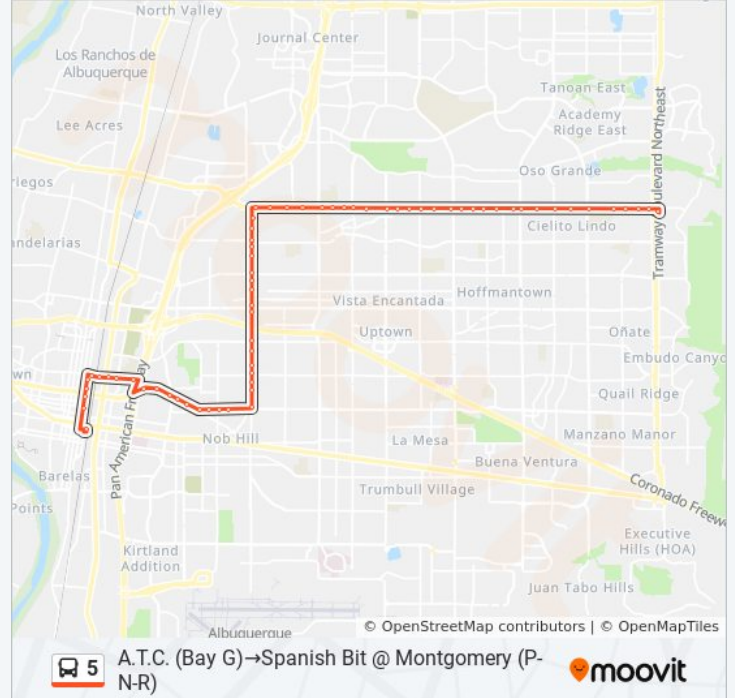 North Valley
Journal Center
Los Ranchos de
Albuquerque
Tanoan East
Academy
Ridge East
Lee Acres
Tramway Boulevard Northeast
Oso Grande
riegos
Cielito Lindo
ndelarias
Hoffmantown
Vista Encantada
Uptown
Oñate
Embudo Canyo
wn
Quail Ridge
Nob Hill
La Mesa
Manzano Manor
Buena Ventura
Barelas
Pan American Freeway
Trumbull Village
Coronado Freew
Points
Executive
Hills (HOA)
Kirtland
Addition
Juan Tabo Hills
Albuquerque
© OpenStreetMap contributors | © OpenMapTiles
5
A.T.C. (Bay G)→Spanish Bit @ Montgomery (P-
N-R)
moovit